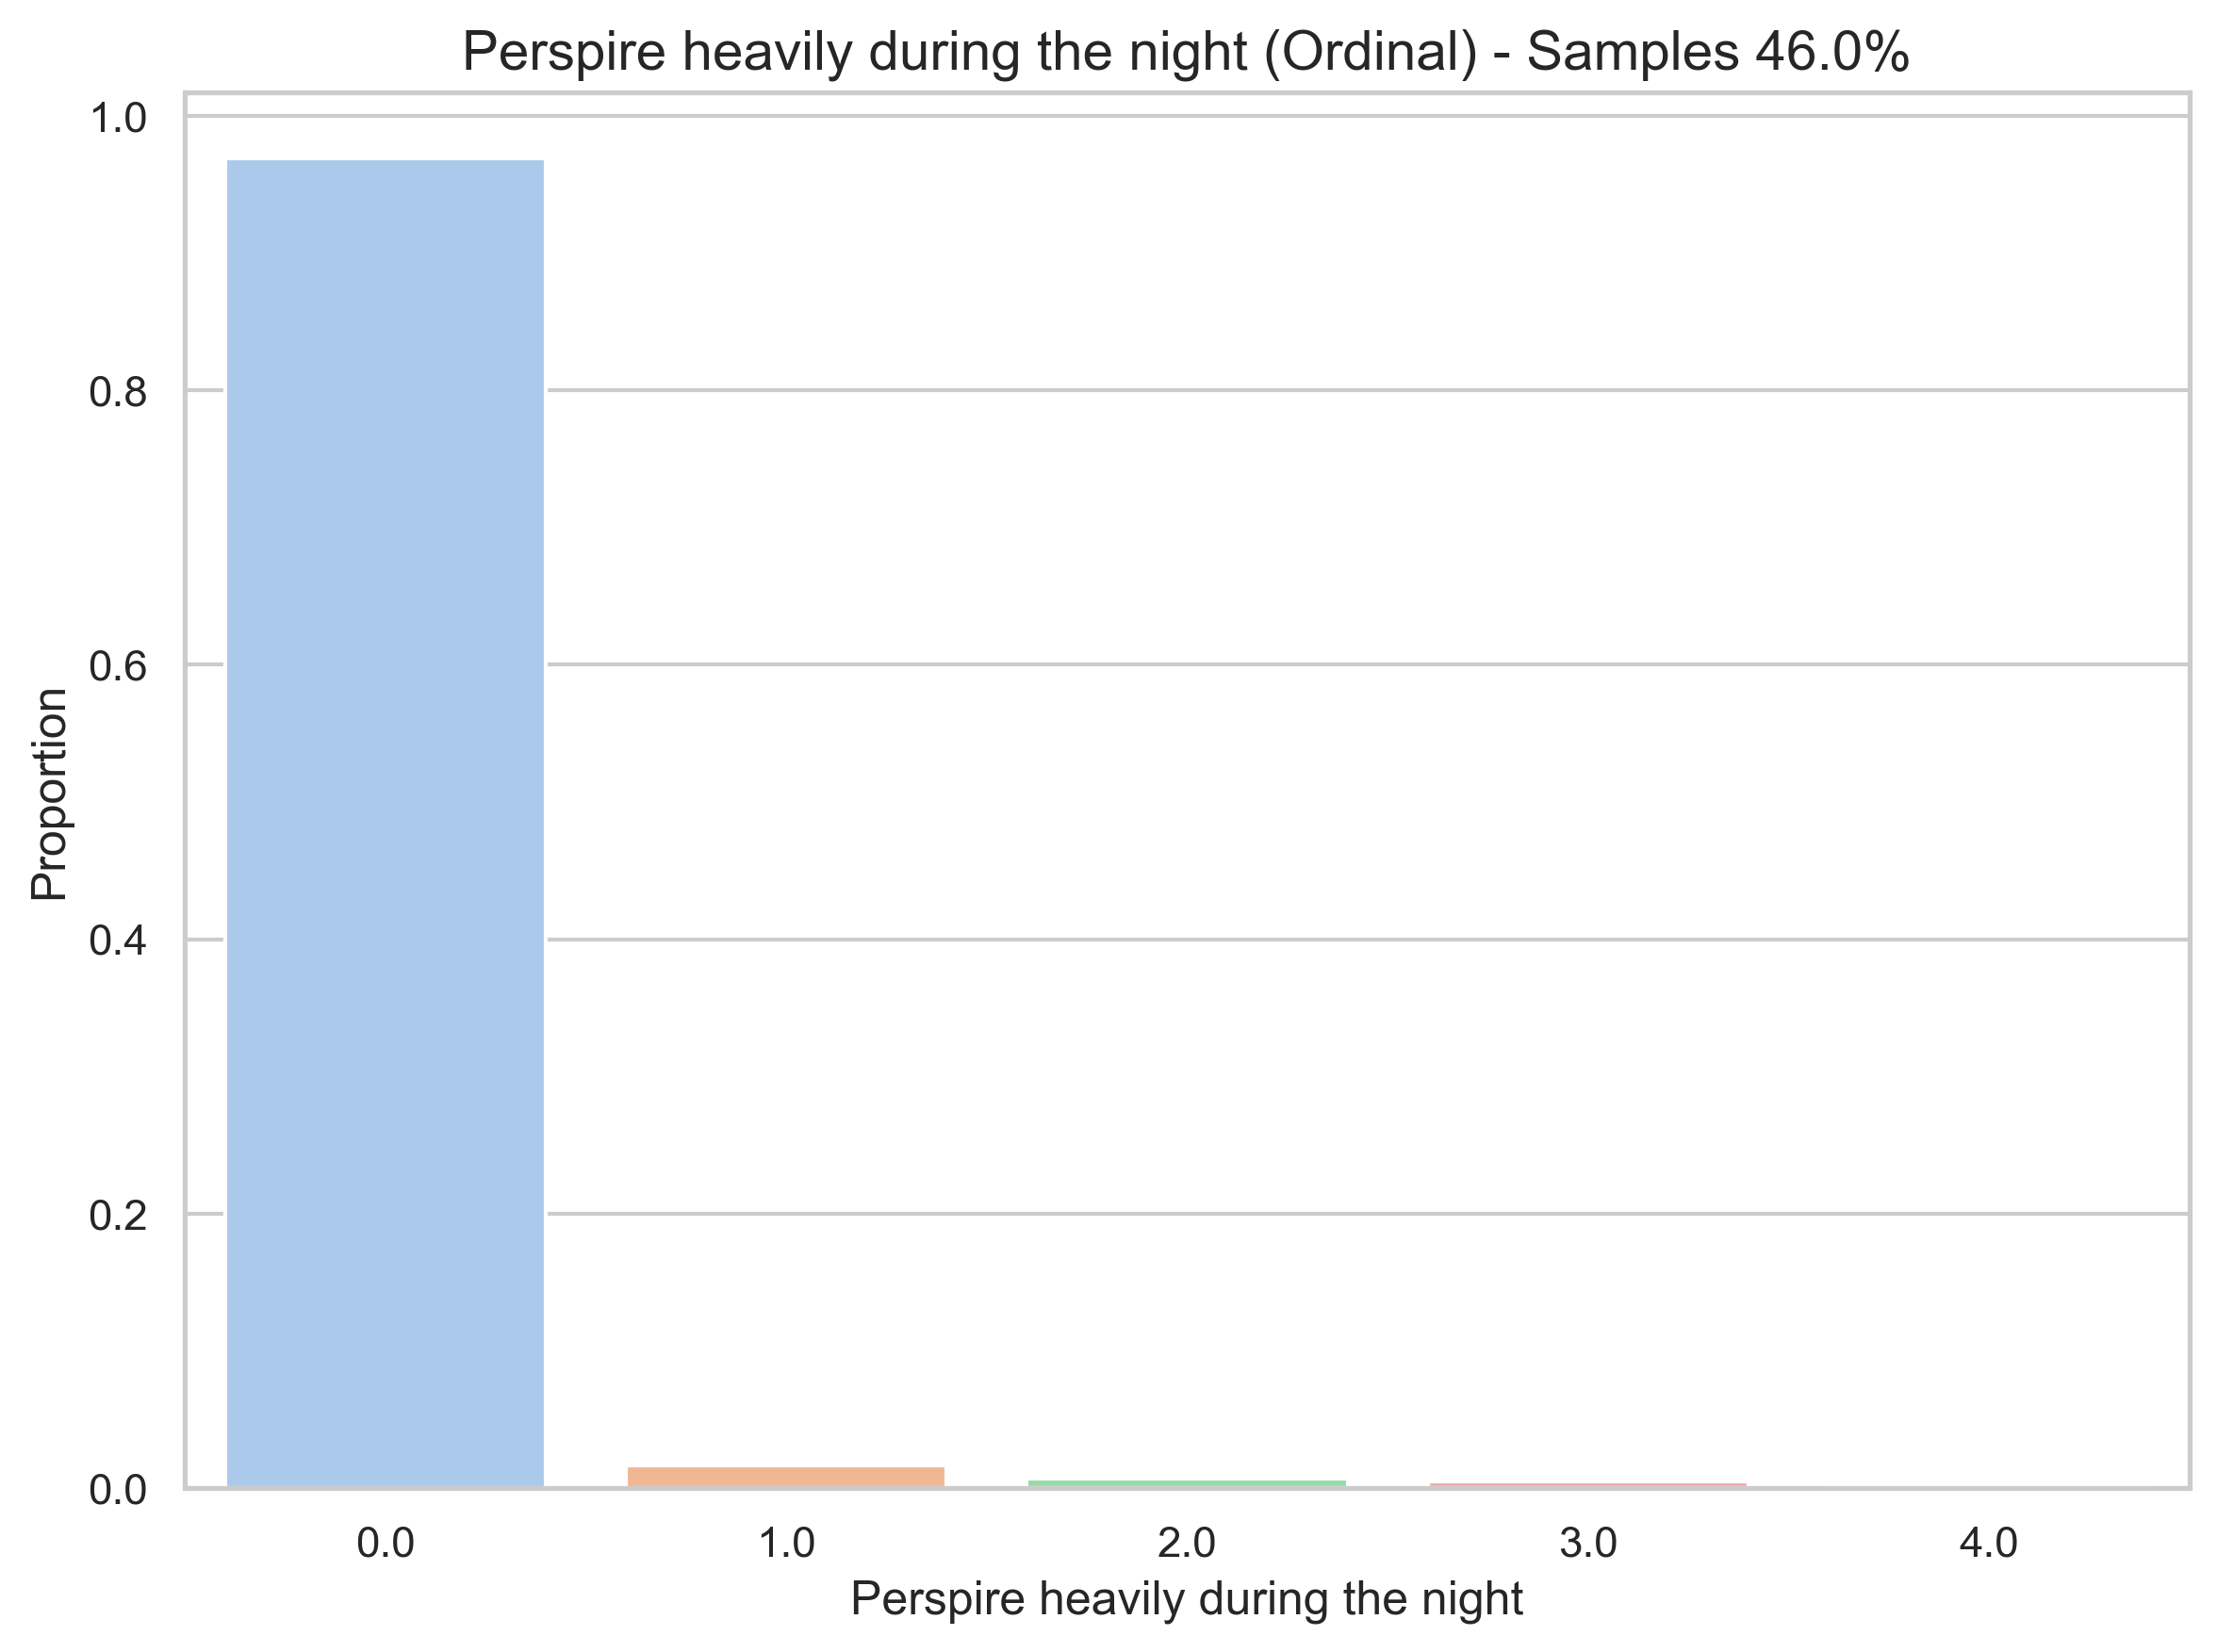 Perspire heavily during the night (Ordinal) - Samples 46.0%
1.0
0.8
0.6
0.4
0.2
0.0
Proportion
0.0 1.0 2.0 3.0 4.0
Perspire heavily during the night